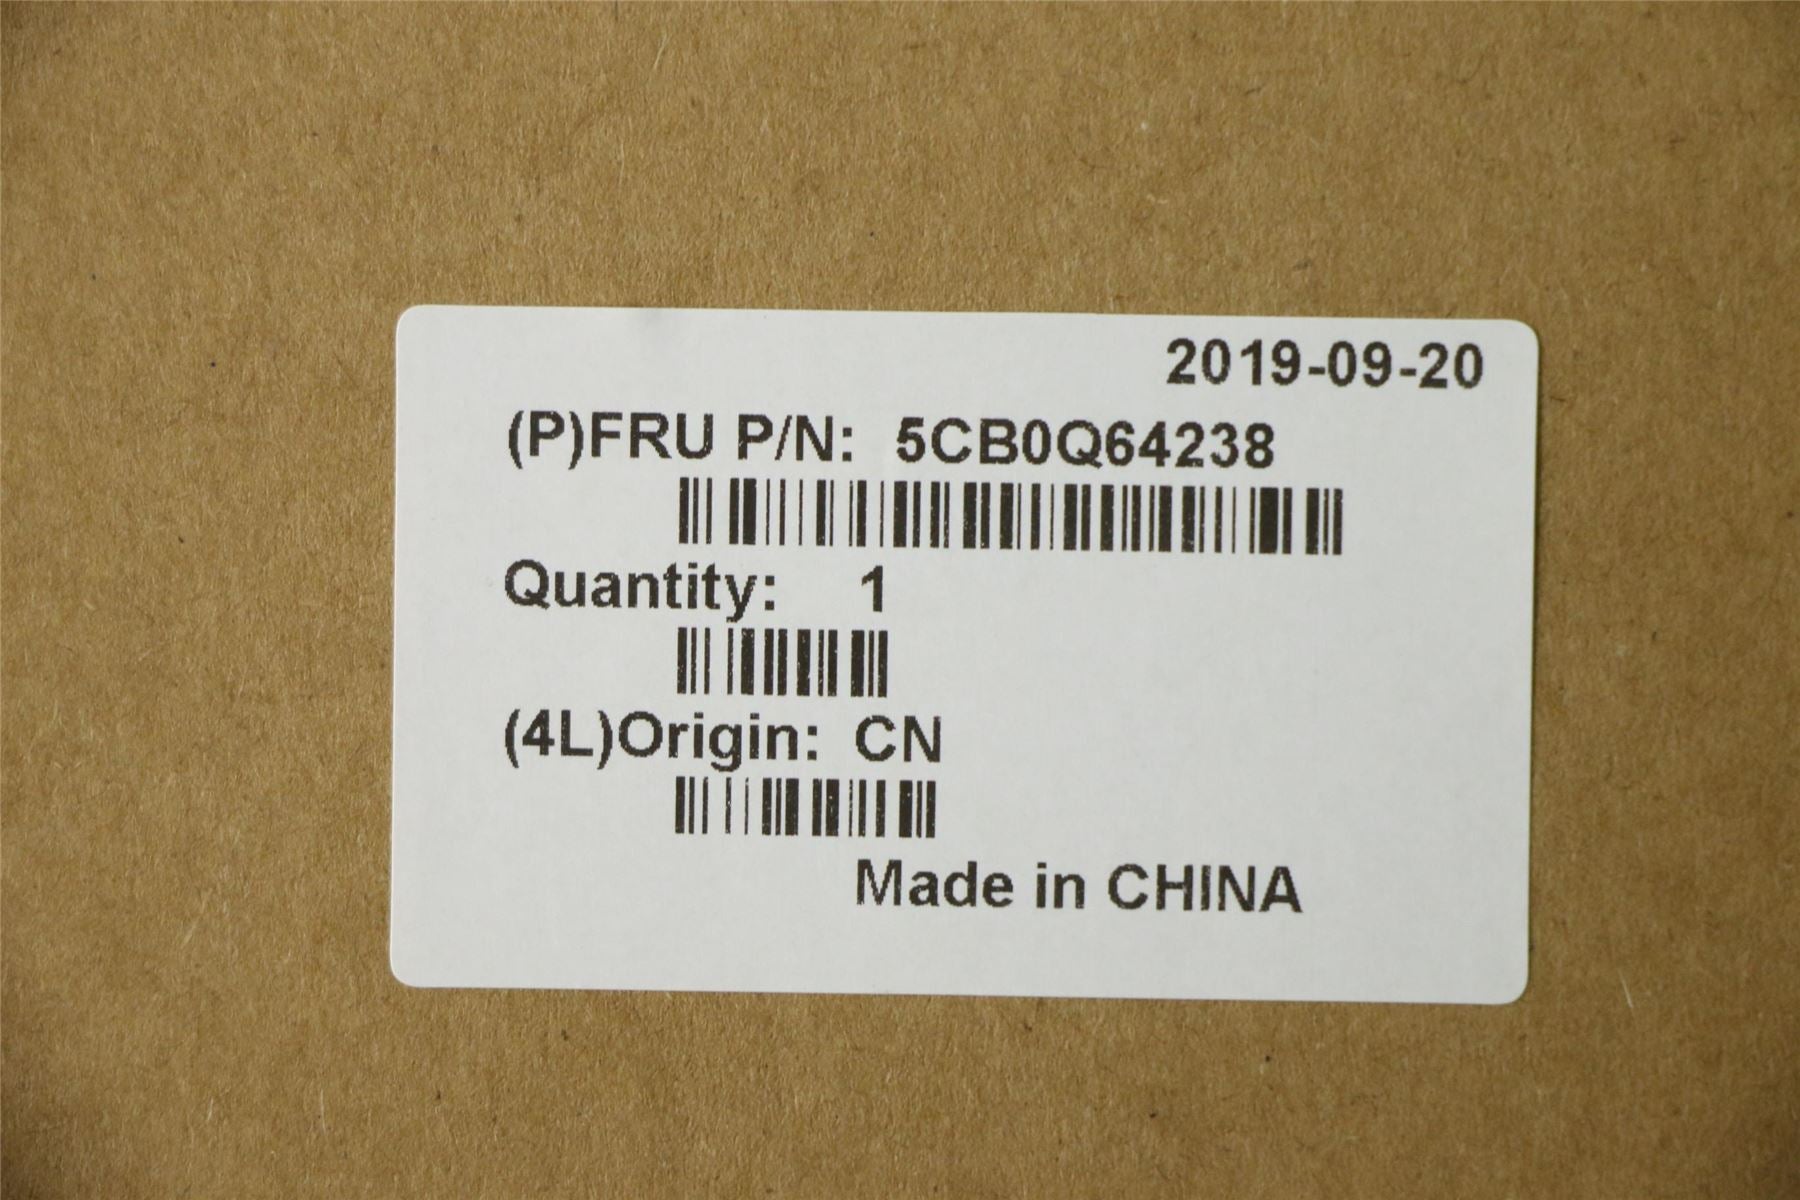 2019-09-20
(P)FRU P/N: 5CB0Q64238
Quantity: 1
(4L)Origin: CN
Made in CHINA